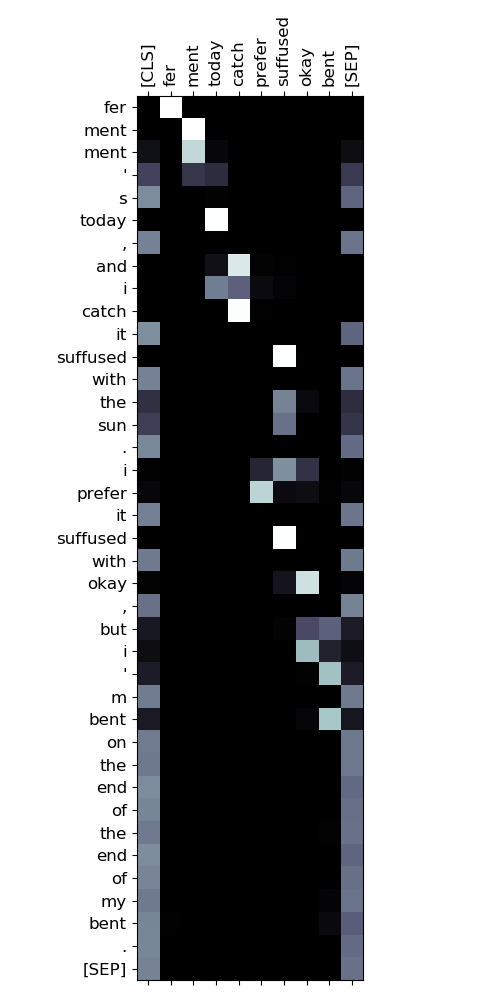 [CLS] fer ment today catch prefer suffused okay bent [SEP]
fer
ment
ment
'
s
today
,
and
i
catch
it
suffused
with
the
sun
.
i
prefer
it
suffused
with
okay
,
but
i
'
m
bent
on
the
end
of
the
end
of
my
bent
.
[SEP]